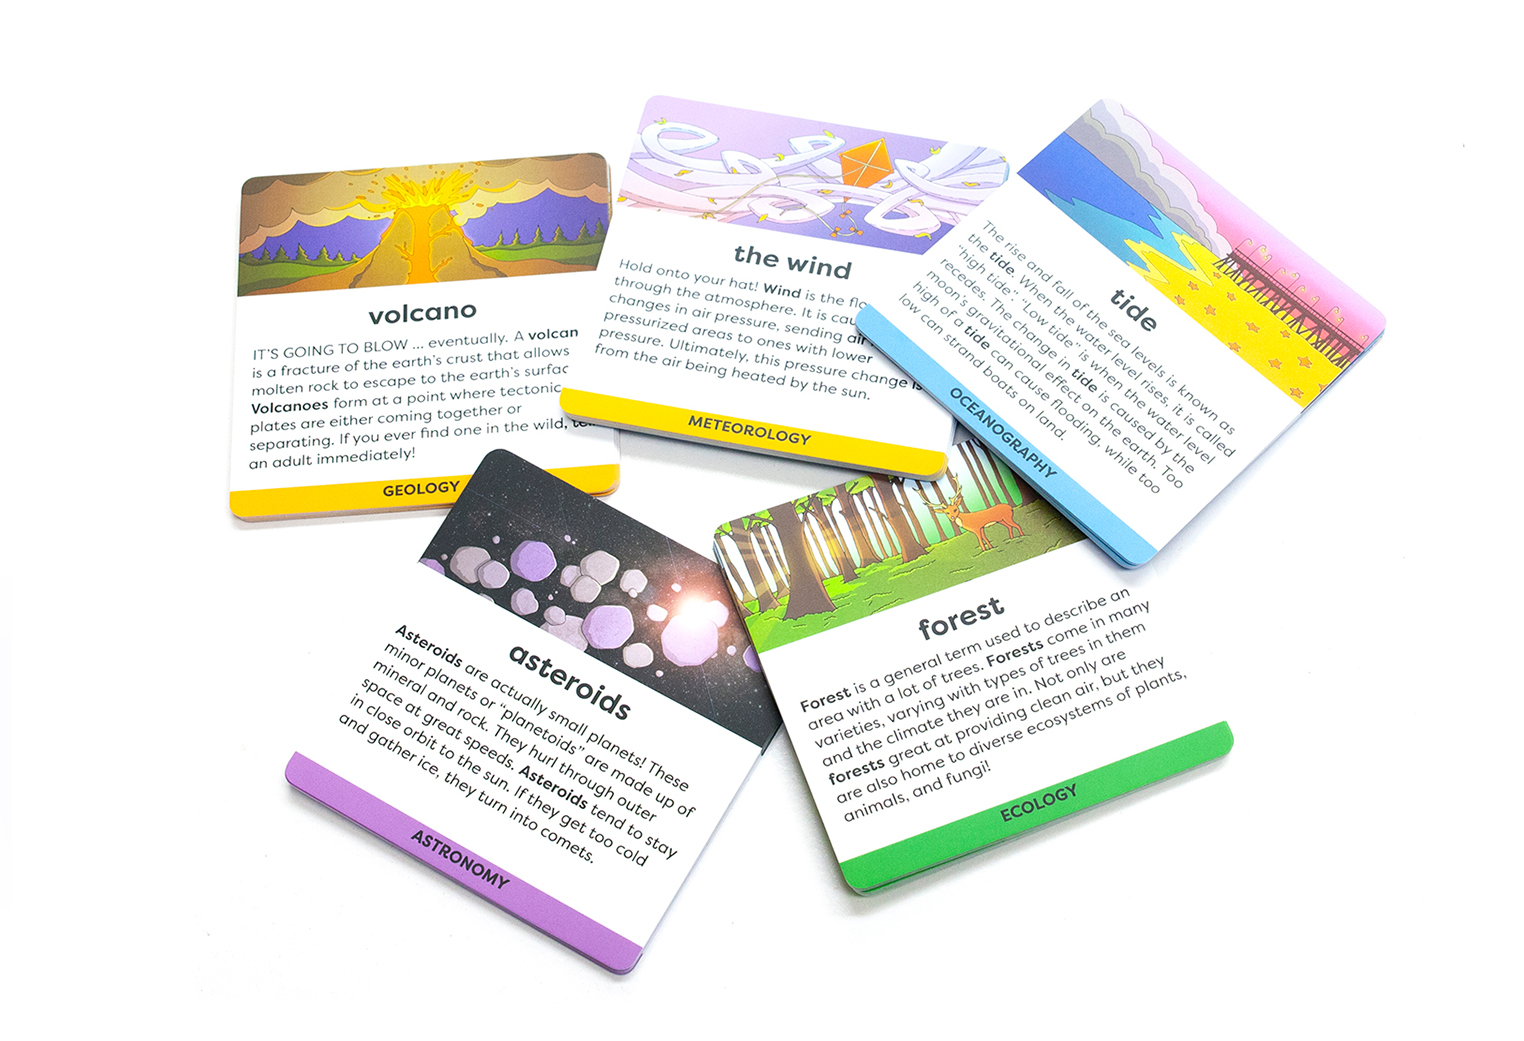 volcano
IT'S GOING TO BLOW ... eventually. A volcan
is a fracture of the earth's crust that allows
molten rock to escape to the earth's surfac
Volcanoes form at a point where tectonic
plates are either coming together or
separating. If you ever find one in the wild,
an adult immediately!
GEOLOGY
the wind
Hold onto your hat! Wind is the flo
through the atmosphere. It is cau
changes in air pressure, sending air
pressurized areas to ones with lower
pressure. Ultimately, this pressure change is
from the air being heated by the sun.
METEOROLOGY
tide
The rise and fall of the sea levels is known as
the tide. When the water level rises, it is called
"high tide". "Low tide" is when the water level
recedes. The change in tide is caused by the
moon's gravitational effect on the earth. Too
high of a tide can cause flooding, while too
low can strand boats on land.
OCEANOGRAPHY
asteroids
Asteroids are actually small planets! These
minor planets or "planetoids" are made up of
mineral and rock. They hurl through outer
space at great speeds. Asteroids tend to stay
in close orbit to the sun. If they get too cold
and gather ice, they turn into comets.
ASTRONOMY
forest
Forest is a general term used to describe an
area with a lot of trees. Forests come in many
varieties, varying with types of trees in them
and the climate they are in. Not only are
forests great at providing clean air, but they
are also home to diverse ecosystems of plants,
animals, and fungi!
ECOLOGY